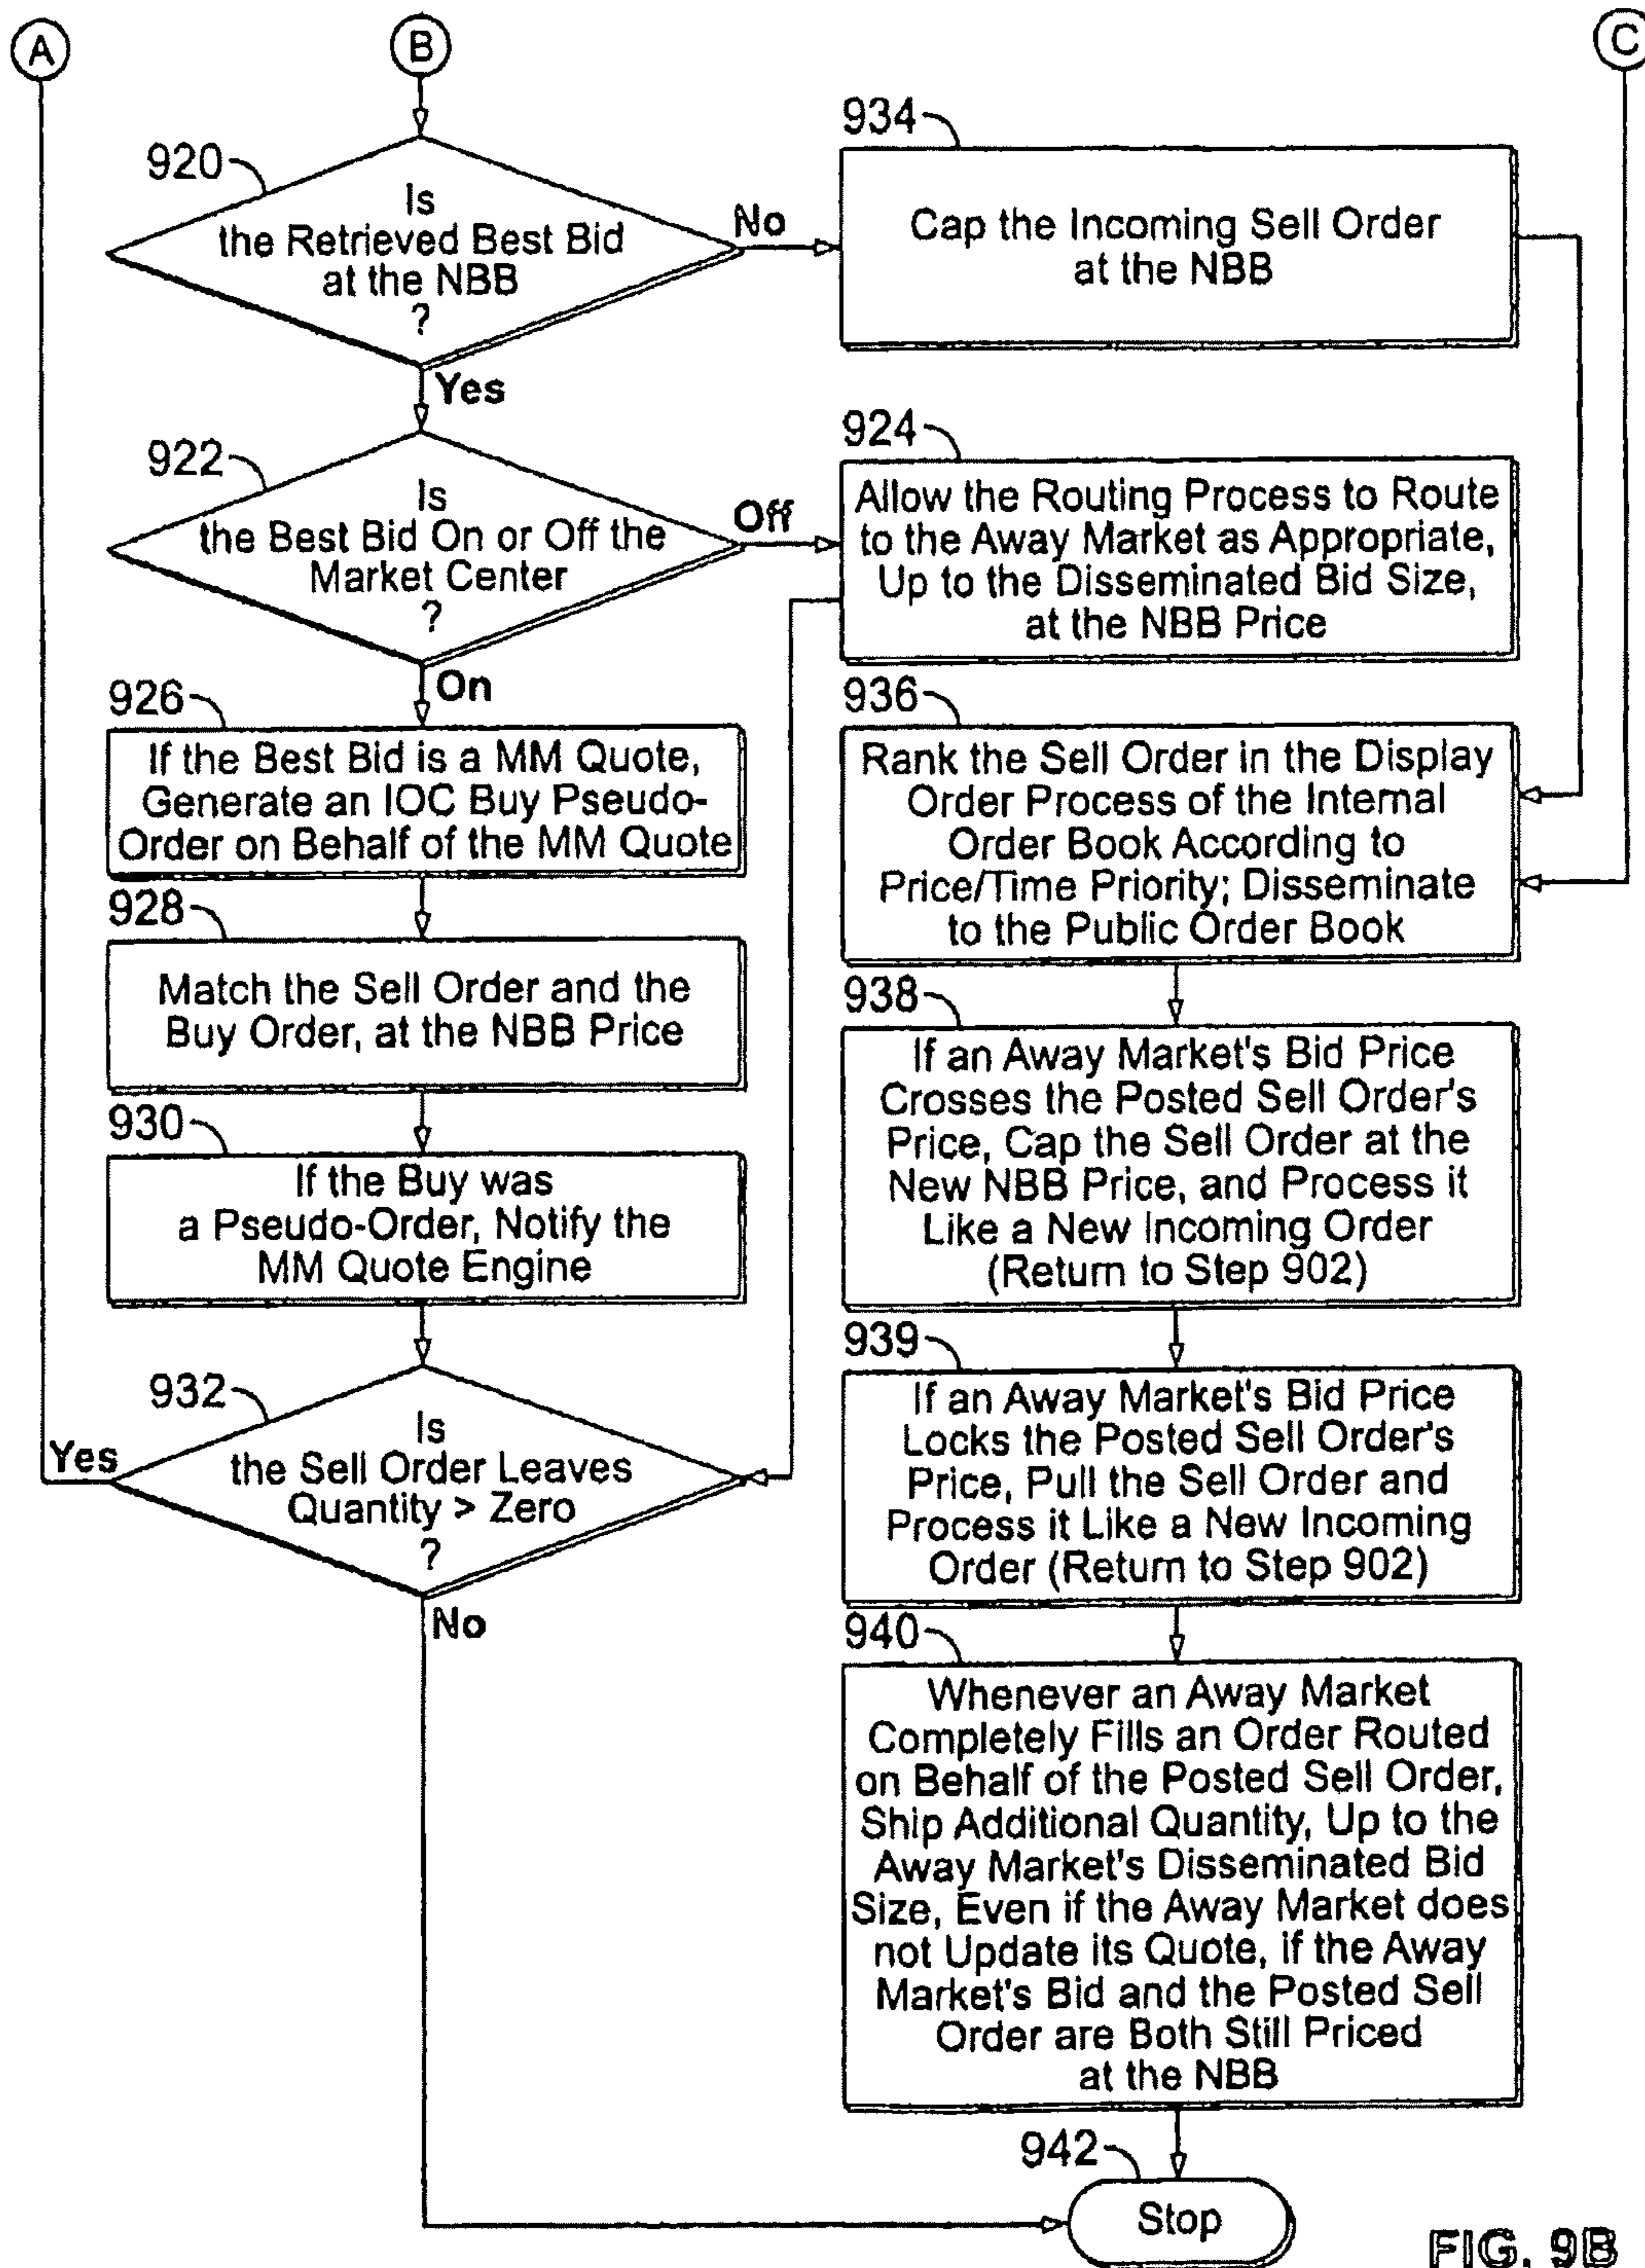 A
B
C
920
Is
the Retrieved Best Bid
at the NBB
?
No
Yes
934
Cap the Incoming Sell Order
at the NBB
922
Is
the Best Bid On or Off the
Market Center
?
Off
On
924
Allow the Routing Process to Route
to the Away Market as Appropriate,
Up to the Disseminated Bid Size,
at the NBB Price
926
If the Best Bid is a MM Quote,
Generate an IOC Buy Pseudo-
Order on Behalf of the MM Quote
928
Match the Sell Order and the
Buy Order, at the NBB Price
930
If the Buy was
a Pseudo-Order, Notify the
MM Quote Engine
932
Is
the Sell Order Leaves
Quantity > Zero
?
Yes
No
936
Rank the Sell Order in the Display
Order Process of the Internal
Order Book According to
Price/Time Priority; Disseminate
to the Public Order Book
938
If an Away Market's Bid Price
Crosses the Posted Sell Order's
Price, Cap the Sell Order at the
New NBB Price, and Process it
Like a New Incoming Order
(Return to Step 902)
939
If an Away Market's Bid Price
Locks the Posted Sell Order's
Price, Pull the Sell Order and
Process it Like a New Incoming
Order (Return to Step 902)
940
Whenever an Away Market
Completely Fills an Order Routed
on Behalf of the Posted Sell Order,
Ship Additional Quantity, Up to the
Away Market's Disseminated Bid
Size, Even if the Away Market does
not Update its Quote, if the Away
Market's Bid and the Posted Sell
Order are Both Still Priced
at the NBB
942
Stop
FIG. 9B